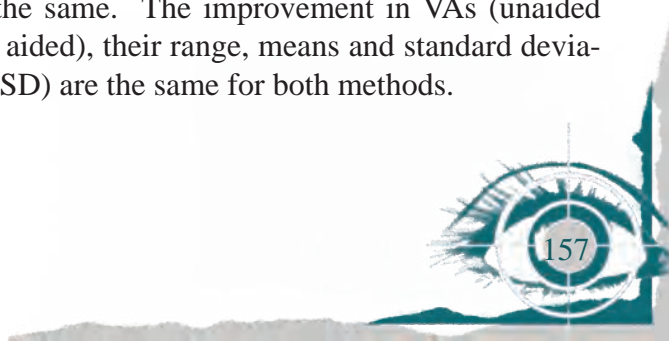 the same. The improvement in VAs (unaided
aided), their range, means and standard devia-
SD) are the same for both methods.
157